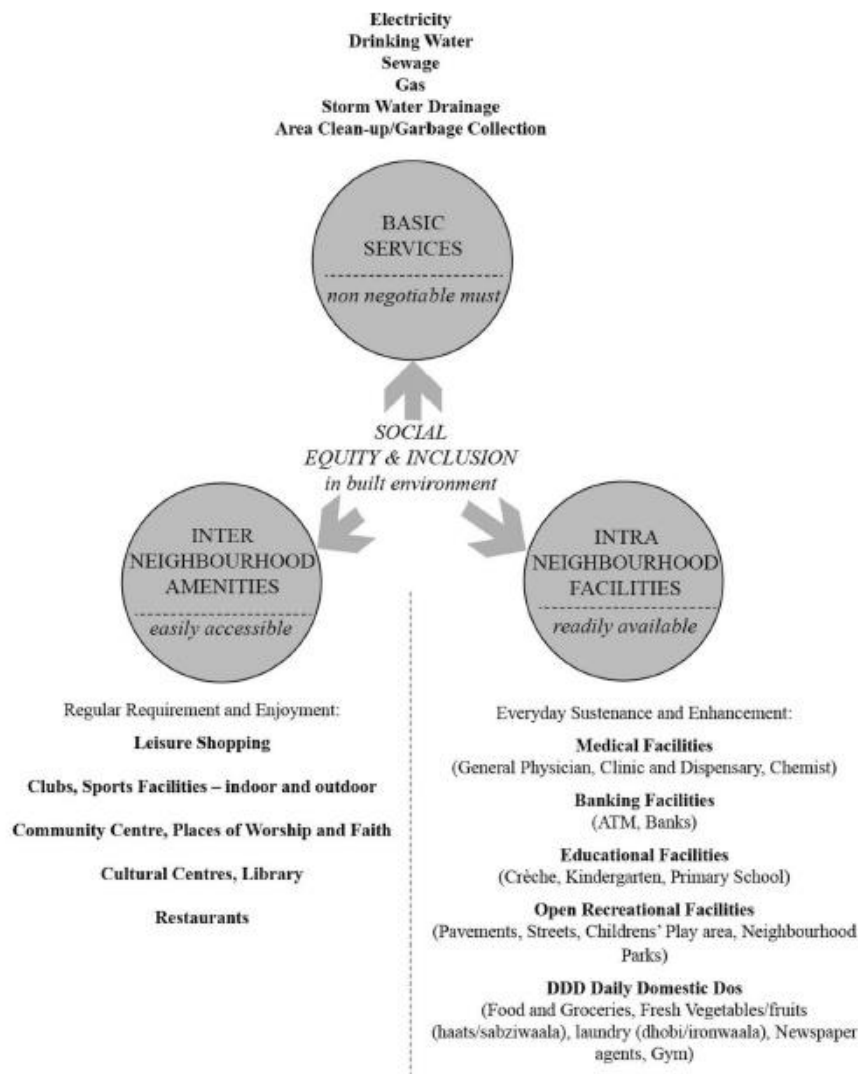 Electricity
Drinking Water
Sewage
Gas
Storm Water Drainage
Area Clean-up/Garbage Collection
BASIC
SERVICES
non negotiable must
SOCIAL
EQUITY & INCLUSION
in built environment
INTER
NEIGHBOURHOOD
AMENITIES
easily accessible
INTRA
NEIGHBOURHOOD
FACILITIES
readily available
Regular Requirement and Enjoyment:
Leisure Shopping
Clubs, Sports Facilities – indoor and outdoor
Community Centre, Places of Worship and Faith
Cultural Centres, Library
Restaurants
Everyday Sustenance and Enhancement:
Medical Facilities
(General Physician, Clinic and Dispensary, Chemist)
Banking Facilities
(ATM, Banks)
Educational Facilities
(Crèche, Kindergarten, Primary School)
Open Recreational Facilities
(Pavements, Streets, Childrens’ Play area, Neighbourhood
Parks)
DDD Daily Domestic Dos
(Food and Groceries, Fresh Vegetables/fruits
(haats/sabziwaala), laundry (dhobi/ironwaala), Newspaper
agents, Gym)